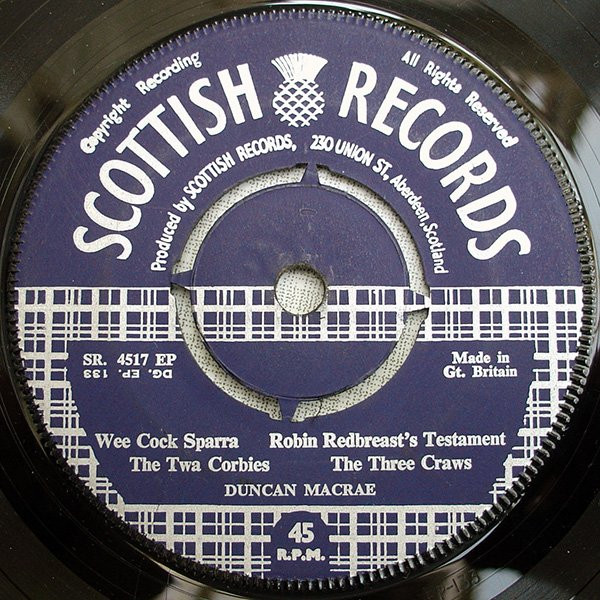 Copyright Recording
All Rights Reserved
SCOTTISH RECORDS
Produced by SCOTTISH RECORDS, 230 UNION ST, Aberdeen, Scotland
SR. 4517 EP
DG. EP. 133
Made in
Gt. Britain
Wee Cock Sparra Robin Redbreast's Testament
The Twa Corbies The Three Craws
DUNCAN MACRAE
45
R.P.M.